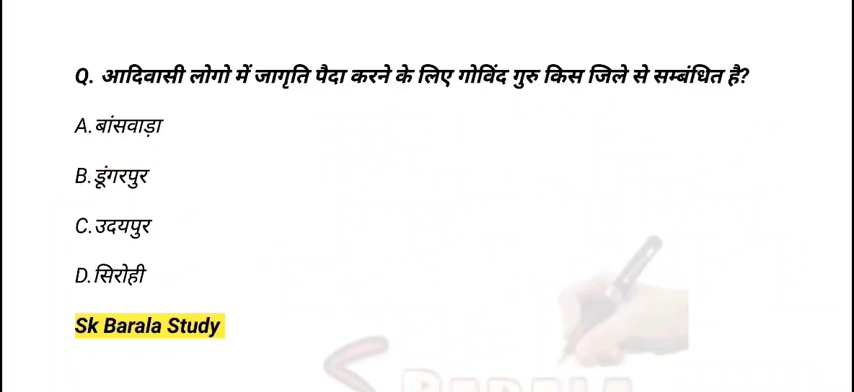 Q. आदिवासी लोगो में जागृति पैदा करने के लिए गोविंद गुरु किस जिले से सम्बंधित है?
A. बांसवाड़ा
B. डूंगरपुर
C. उदयपुर
D. सिरोही
Sk Barala Study